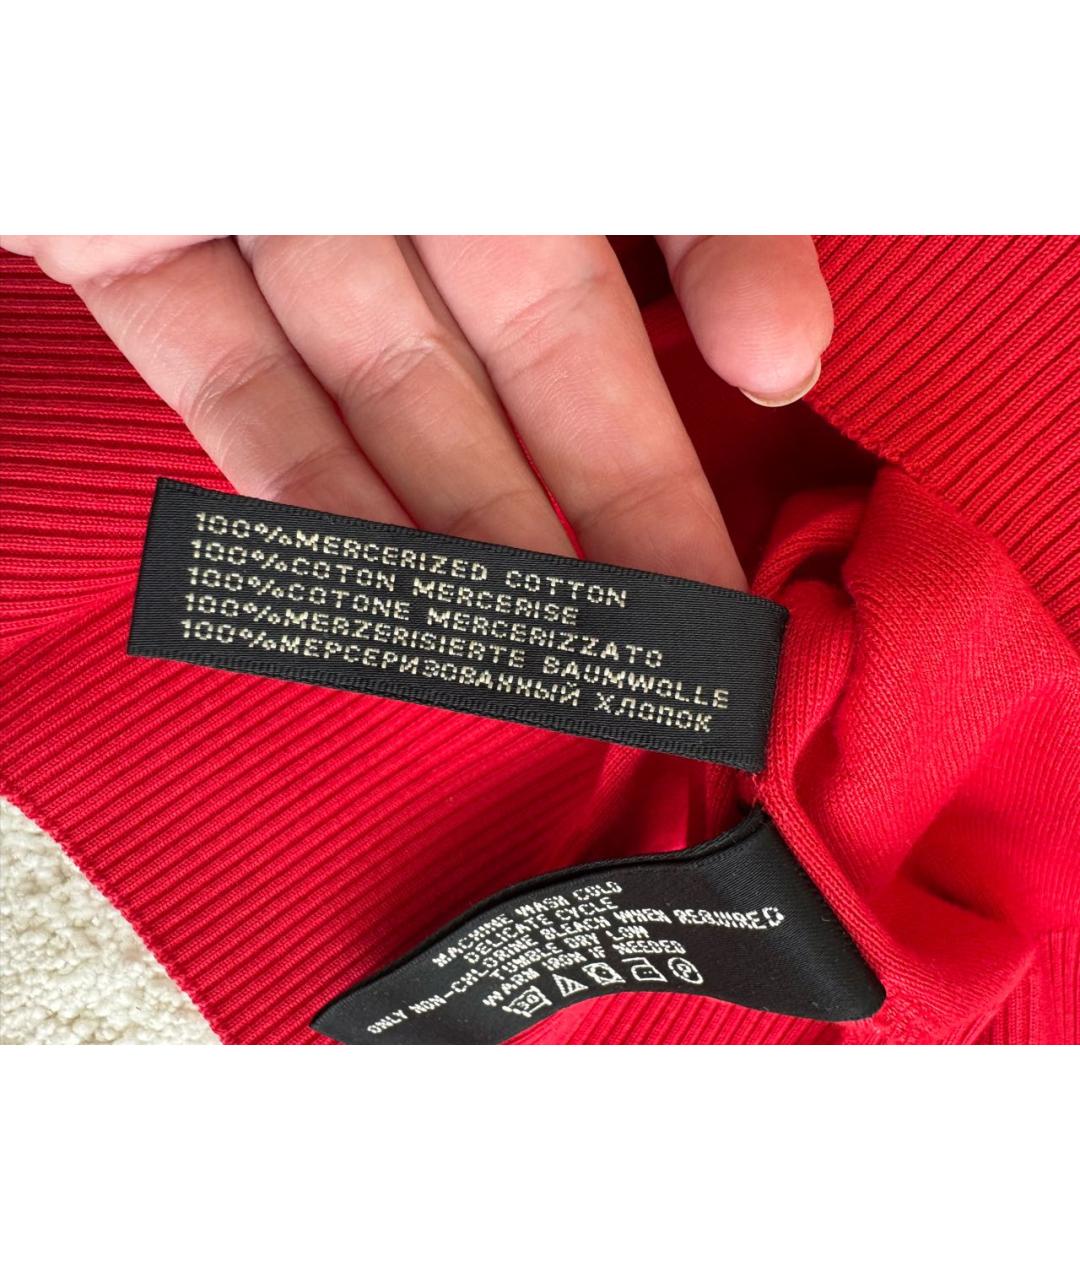 100%MERCERIZED COTTON
100%COTON MERCERISE
100%COTONE MERCERIZZATO
100%MERZERISIERTE BAUMWOLLE
100%МЕРСЕРИЗОВАННЫЙ ХЛОПОК
MACHINE WASH COLD
DELICATE CYCLE
ONLY NON-CHLORINE BLEACH WHEN REQUIRED
TUMBLE DRY LOW
WARM IRON IF NEEDED
30
P